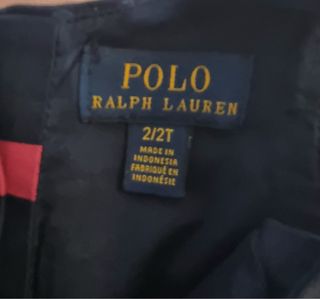 POLO
RALPH LAUREN
2/2T
MADE IN
INDONESIA
FABRIQUÉ EN
INDONÉSIE